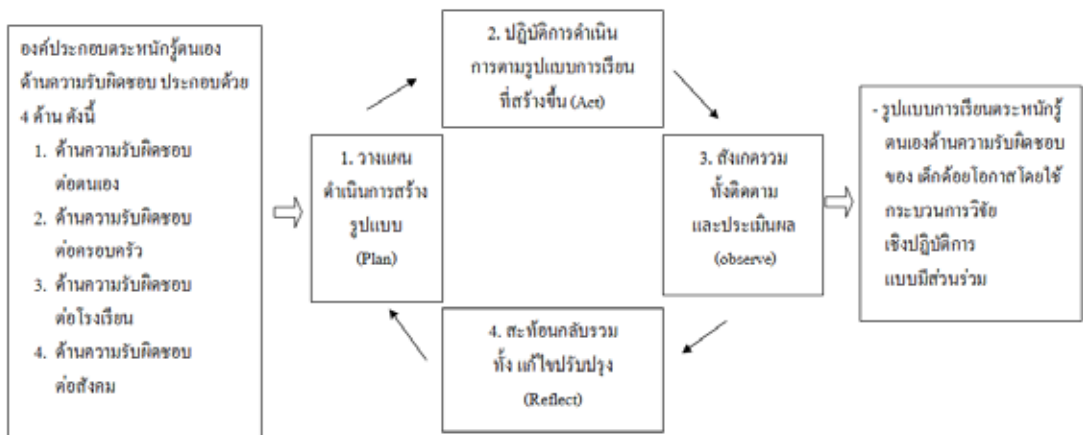 องค์ประกอบตระหนักรู้ตนเอง
ด้านความรับผิดชอบ ประกอบด้วย
4 ด้าน ดังนี้
1. ด้านความรับผิดชอบ
ต่อตนเอง
2. ด้านความรับผิดชอบ
ต่อครอบครัว
3. ด้านความรับผิดชอบ
ต่อโรงเรียน
4. ด้านความรับผิดชอบ
ต่อสังคม
1. วางแผน
ดำเนินการสร้าง
รูปแบบ
(Plan)
2. ปฏิบัติการดำเนิน
การตามรูปแบบการเรียน
ที่สร้างขึ้น (Act)
3. สังเกตรวม
ทั้งติดตาม
และประเมินผล
(observe)
4. สะท้อนกลับรวม
ทั้ง แก้ไขปรับปรุง
(Reflect)
- รูปแบบการเรียนตระหนักรู้
ตนเองด้านความรับผิดชอบ
ของ เด็กด้อยโอกาสโดยใช้
กระบวนการวิจัย
เชิงปฏิบัติการ
แบบมีส่วนร่วม